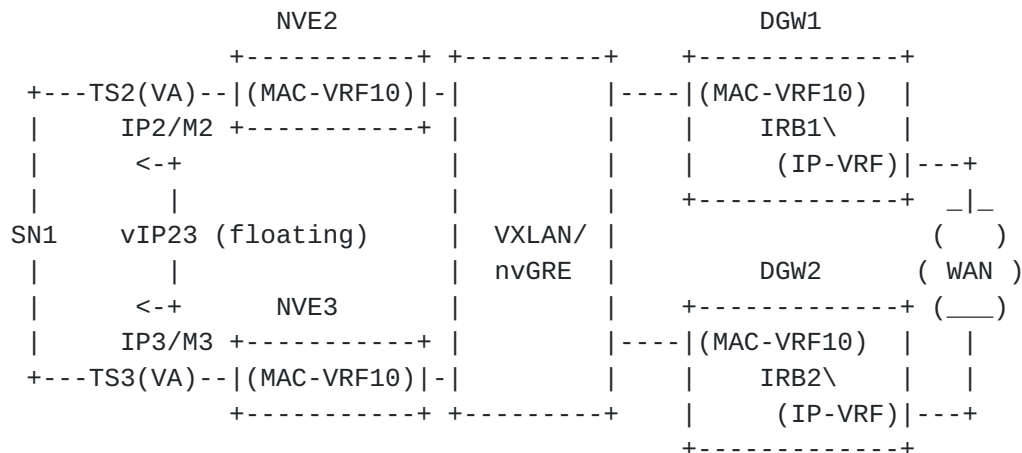 NVE2                           DGW1
                +-----------+ +---------+    +-------------+
  +---TS2(VA)--|(MAC-VRF10)|-|         |----|(MAC-VRF10)  |
  |     IP2/M2 +-----------+ |         |    |    IRB1\    |
  |      <-+                 |         |    |     (IP-VRF)|---+
  |        |                 |         |    +-------------+  _|_
 SN1    vIP23 (floating)     |  VXLAN/ |                    (   )
  |        |                 |  nvGRE  |         DGW2      ( WAN )
  |      <-+      NVE3       |         |    +-------------+ (___)
  |     IP3/M3 +-----------+ |         |----|(MAC-VRF10)  |   |
  +---TS3(VA)--|(MAC-VRF10)|-|         |    |    IRB2\    |   |
               +-----------+ +---------+    |     (IP-VRF)|---+
                                            +-------------+